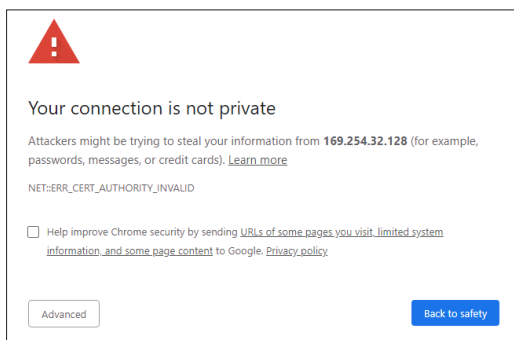 Your connection is not private
Attackers might be trying to steal your information from 169.254.32.128 (for example,
passwords, messages, or credit cards). Learn more
NET::ERR_CERT_AUTHORITY_INVALID
Help improve Chrome security by sending URLs of some pages you visit, limited system
information, and some page content to Google. Privacy policy
Advanced
Back to safety